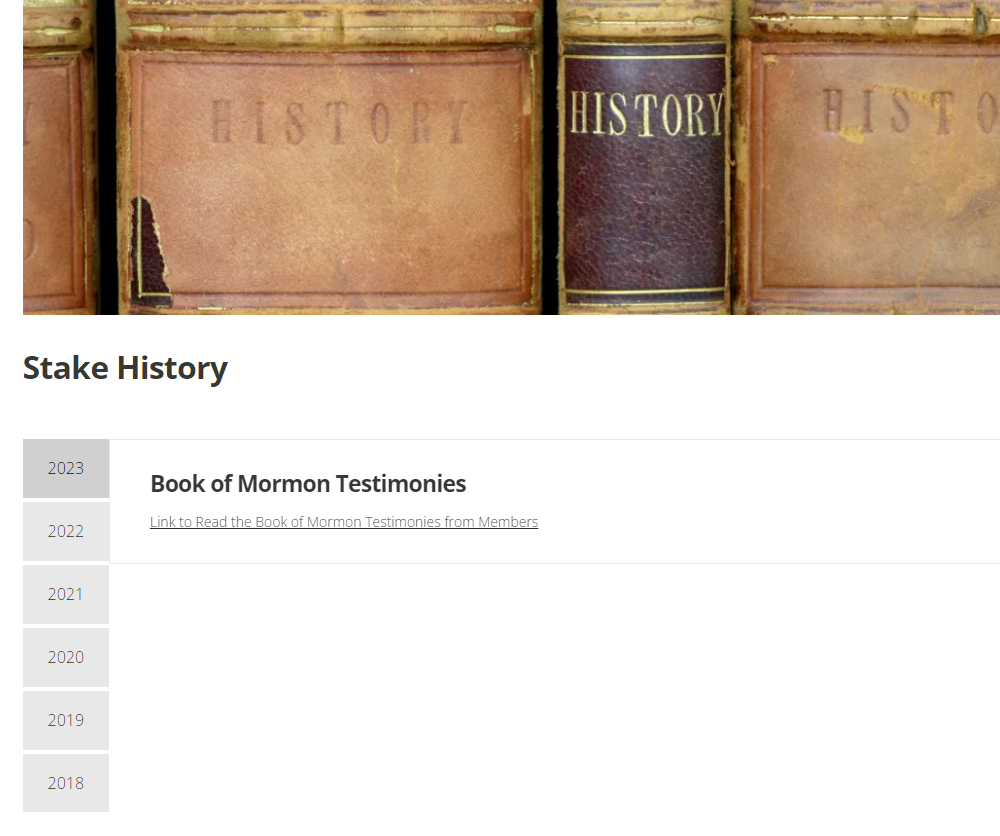 HISTORY
HISTORY
Stake History
2023
Book of Mormon Testimonies
Link to Read the Book of Mormon Testimonies from Members
2022
2021
2020
2019
2018